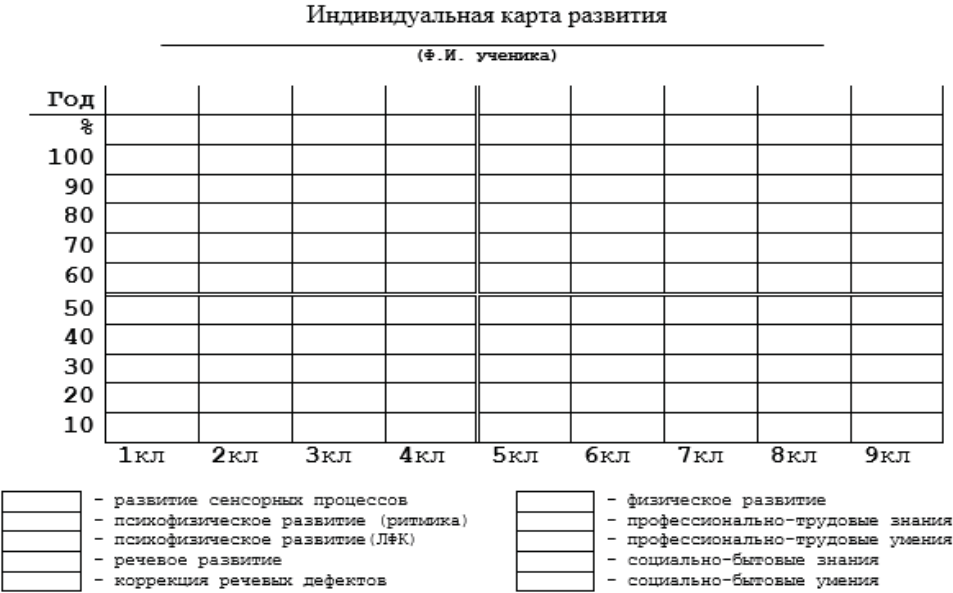 Индивидуальная карта развития
(Ф.И. ученика)
Год
%
100
90
80
70
60
50
40
30
20
10
1кл 2кл 3кл 4кл 5кл 6кл 7кл 8кл 9кл
- развитие сенсорных процессов
- психофизическое развитие (ритмика)
- психофизическое развитие(ЛФК)
- речевое развитие
- коррекция речевых дефектов
- физическое развитие
- профессионально-трудовые знания
- профессионально-трудовые умения
- социально-бытовые знания
- социально-бытовые умения